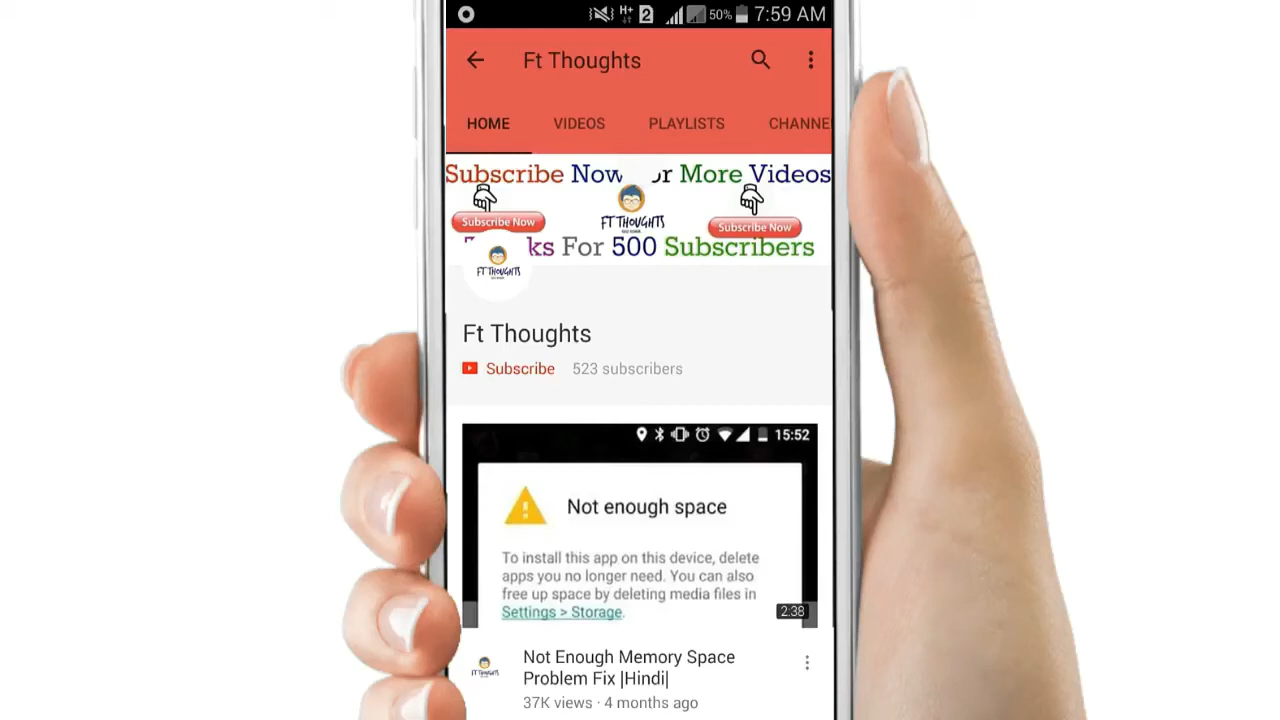 H+ 2 50% 7:59 AM
Ft Thoughts
HOME VIDEOS PLAYLISTS CHANNE
Subscribe Now or More Videos
Subscribe Now FT THOUGHTS Subscribe Now
ks For 500 Subscribers
FT THOUGHTS
Ft Thoughts
Subscribe 523 subscribers
15:52
Not enough space
To install this app on this device, delete
apps you no longer need. You can also
free up space by deleting media files in
Settings > Storage.
2:38
Not Enough Memory Space
FT THOUGHTS
Problem Fix |Hindi|
37K views · 4 months ago